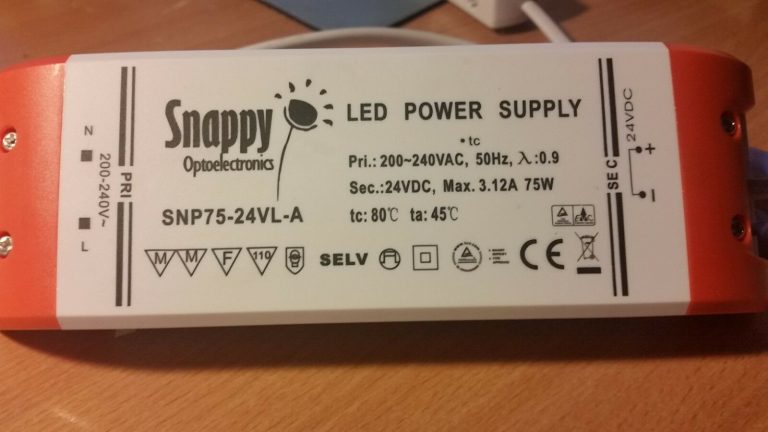 Snappy
Optoelectronics
LED POWER SUPPLY
•tc
Pri.: 200~240VAC, 50Hz, λ:0.9
Sec.:24VDC, Max. 3.12A 75W
SNP75-24VL-A
tc: 80℃ ta: 45℃
N
200-240V~
L
PRI
SEC
24VDC
+
−
M M F 110 SELV CE